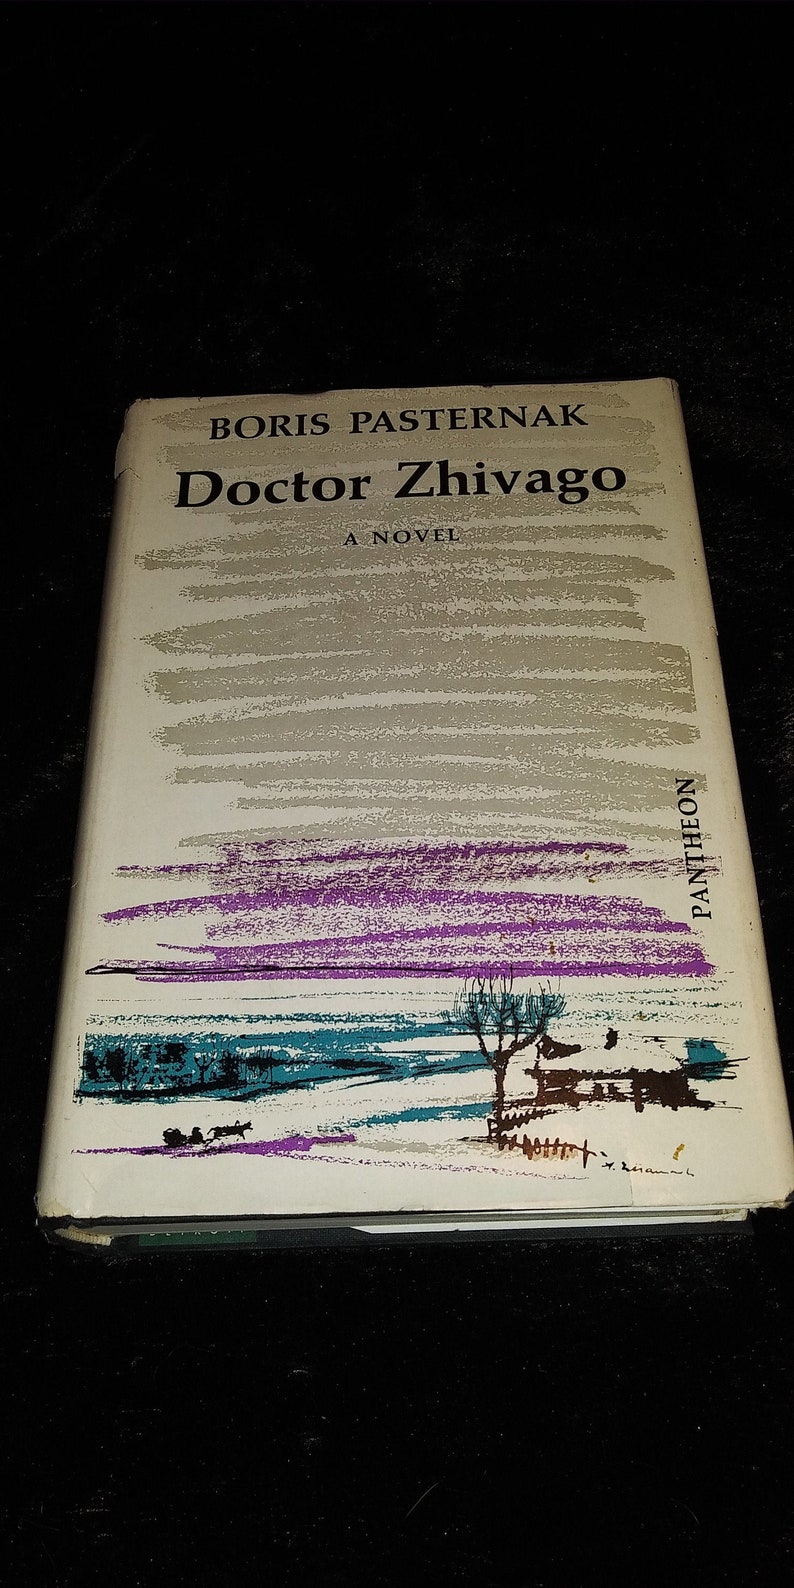 BORIS PASTERNAK
Doctor Zhivago
A NOVEL
PANTHEON